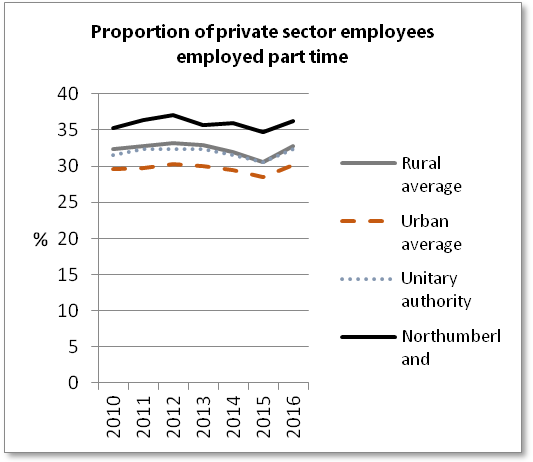 Proportion of private sector employees
employed part time
40
35
30
25
20
15
10
5
0
%
2010
2011
2012
2013
2014
2015
2016
Rural
average
Urban
average
Unitary
authority
Northumberl
and